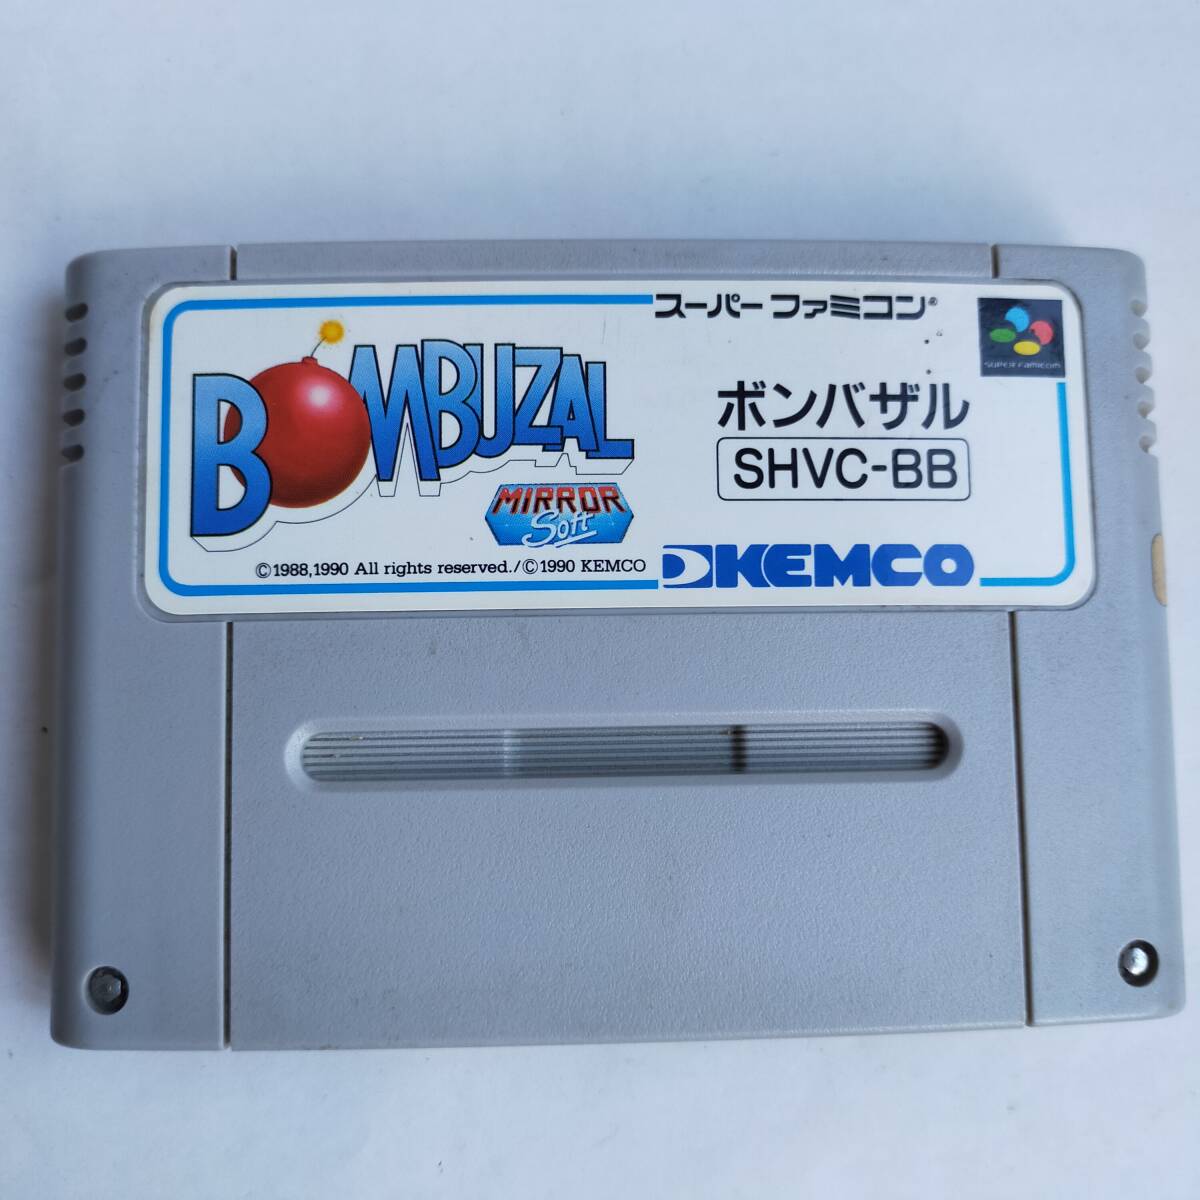 スーパーファミコン®
SUPER Famicom
BOMBUZAL
ボンバザル
SHVC-BB
MIRROR
Soft
©1988,1990 All rights reserved./©1990 KEMCO
KEMCO